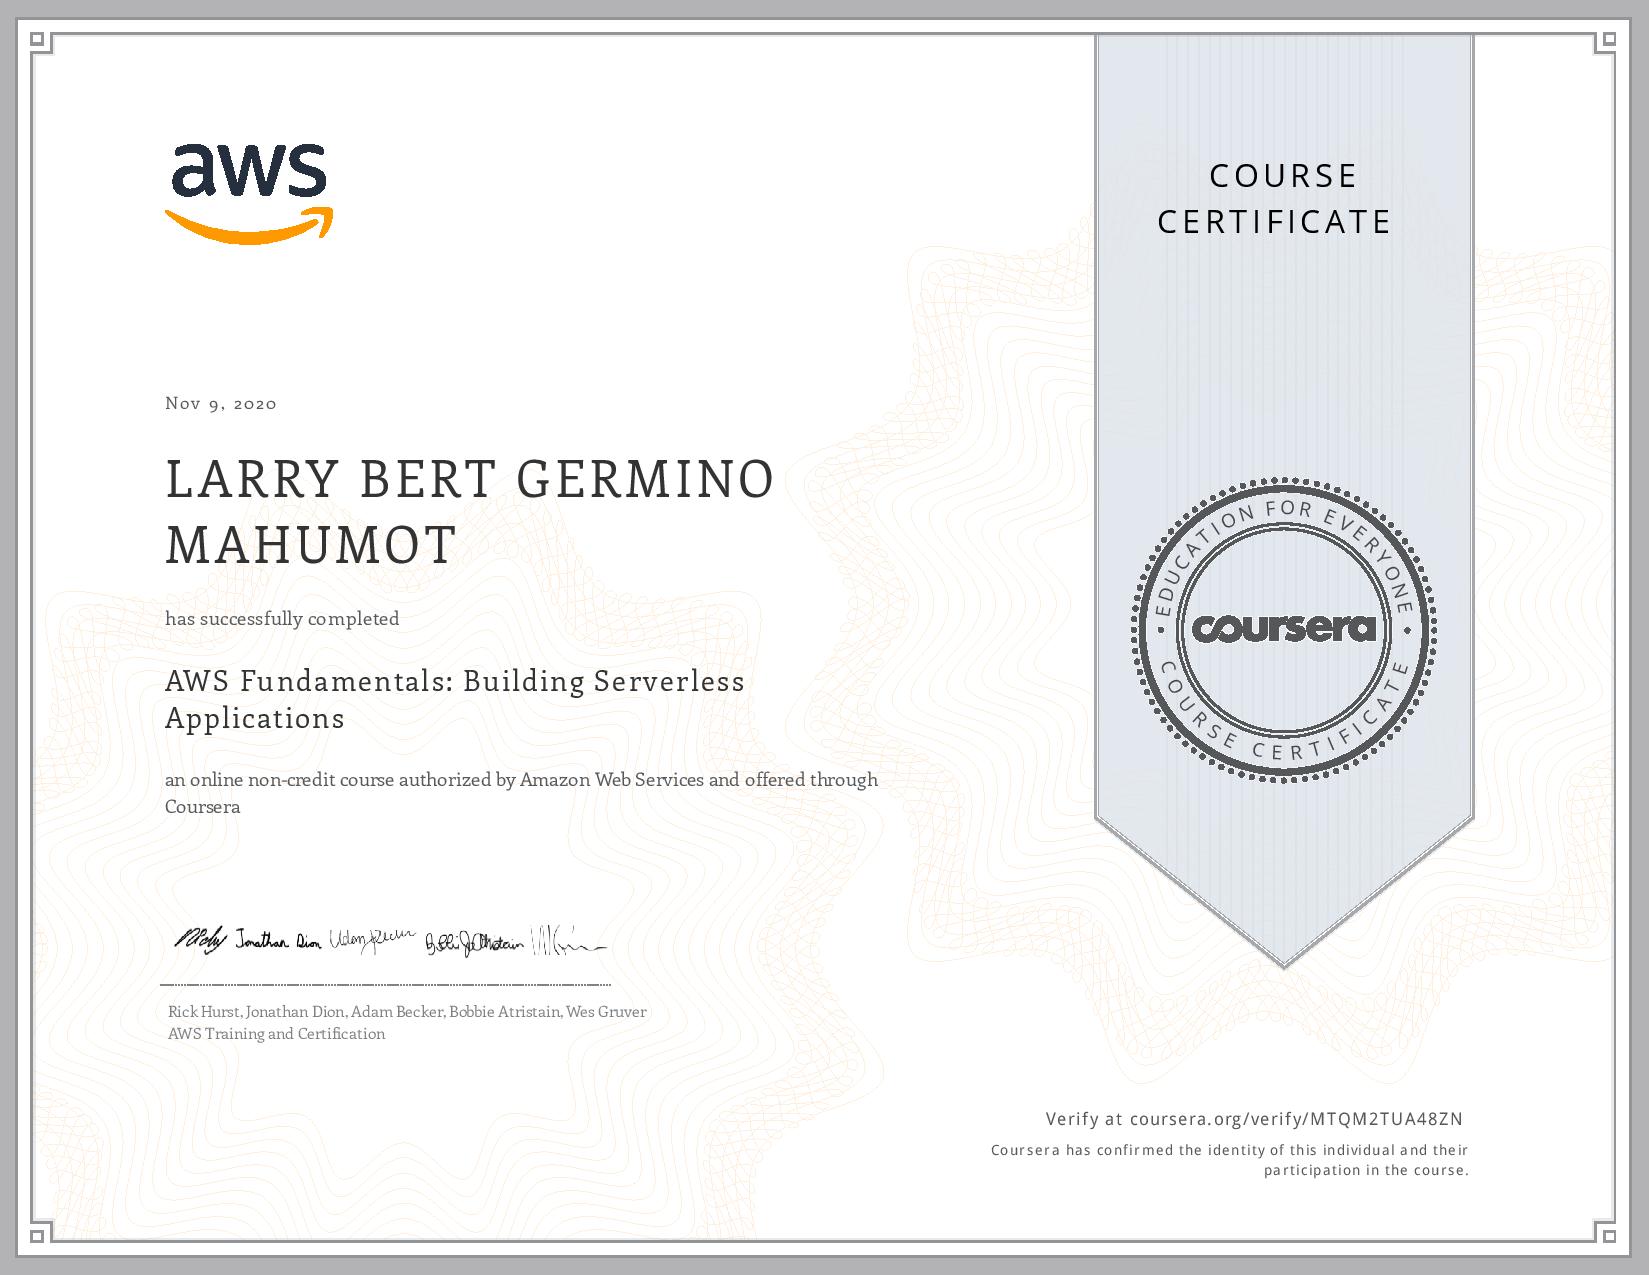 aws
COURSE
CERTIFICATE
Nov 9, 2020
LARRY BERT GERMINO
MAHUMOT
has successfully completed
AWS Fundamentals: Building Serverless
Applications
an online non-credit course authorized by Amazon Web Services and offered through
Coursera
EDUCATION FOR EVERYONE
coursera
COURSE CERTIFICATE
Jonathan Dion
Rick Hurst, Jonathan Dion, Adam Becker, Bobbie Atristain, Wes Gruver
AWS Training and Certification
Verify at coursera.org/verify/MTQM2TUA48ZN
Coursera has confirmed the identity of this individual and their
participation in the course.